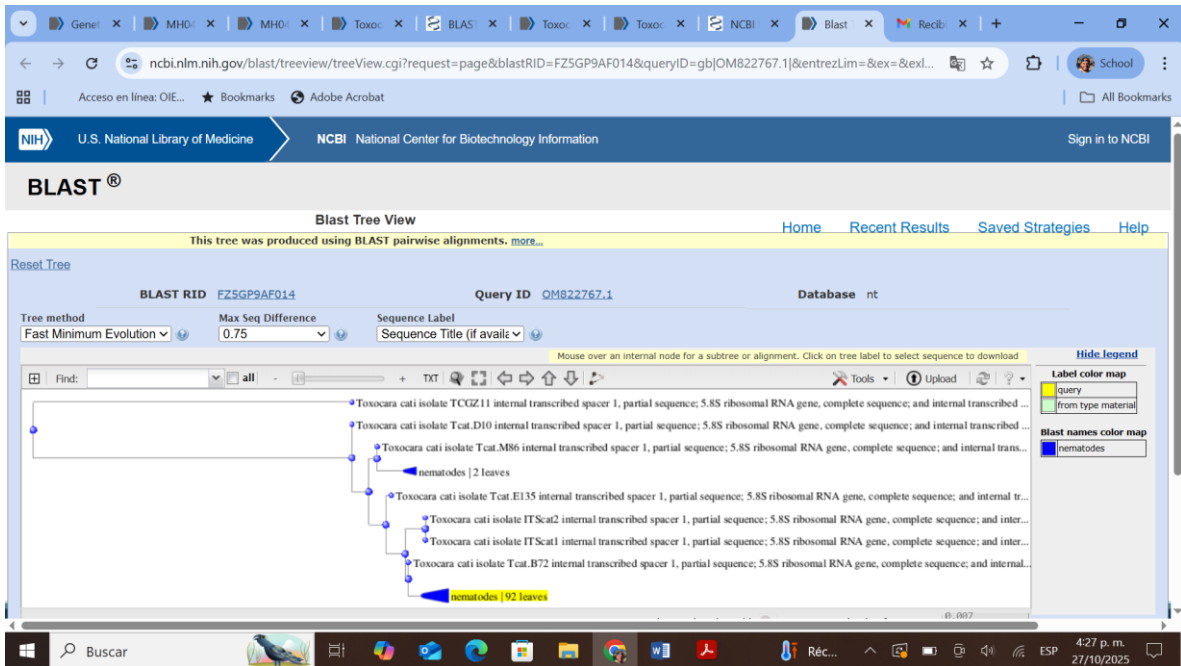 Genet
MH04
MH04
Toxoc
BLAST
Toxoc
Toxoc
NCBI
Blast
Recib
ncbi.nlm.nih.gov/blast/treeview/treeView.cgi?request=page&blastRID=FZ5GP9AF014&queryID=gb|OM822767.1|&entrezLim=&ex=&exl...
School
Acceso en línea: OIE...
Bookmarks
Adobe Acrobat
All Bookmarks
NIH
U.S. National Library of Medicine
NCBI National Center for Biotechnology Information
Sign in to NCBI
BLAST ®
Blast Tree View
Home Recent Results Saved Strategies Help
This tree was produced using BLAST pairwise alignments. more...
Reset Tree
BLAST RID FZ5GP9AF014 Query ID OM822767.1 Database nt
Tree method Max Seq Difference Sequence Label
Fast Minimum Evolution 0.75 Sequence Title (if availa
Mouse over an internal node for a subtree or alignment. Click on tree label to select sequence to download
Hide legend
Find: all - + TXT Tools Upload ?
Label color map
query
from type material
Blast names color map
nematodes
Toxocara cati isolate TCGZ11 internal transcribed spacer 1, partial sequence; 5.8S ribosomal RNA gene, complete sequence; and internal transcribed ...
Toxocara cati isolate Tcat.D10 internal transcribed spacer 1, partial sequence; 5.8S ribosomal RNA gene, complete sequence; and internal transcribed ...
Toxocara cati isolate Tcat.M86 internal transcribed spacer 1, partial sequence; 5.8S ribosomal RNA gene, complete sequence; and internal trans...
nematodes | 2 leaves
Toxocara cati isolate Tcat.E135 internal transcribed spacer 1, partial sequence; 5.8S ribosomal RNA gene, complete sequence; and internal tr...
Toxocara cati isolate ITScat2 internal transcribed spacer 1, partial sequence; 5.8S ribosomal RNA gene, complete sequence; and inter...
Toxocara cati isolate ITScat1 internal transcribed spacer 1, partial sequence; 5.8S ribosomal RNA gene, complete sequence; and inter...
Toxocara cati isolate Tcat.B72 internal transcribed spacer 1, partial sequence; 5.8S ribosomal RNA gene, complete sequence; and internal...
nematodes | 92 leaves
0.007
Buscar
Réc...
ESP
4:27 p. m.
27/10/2025